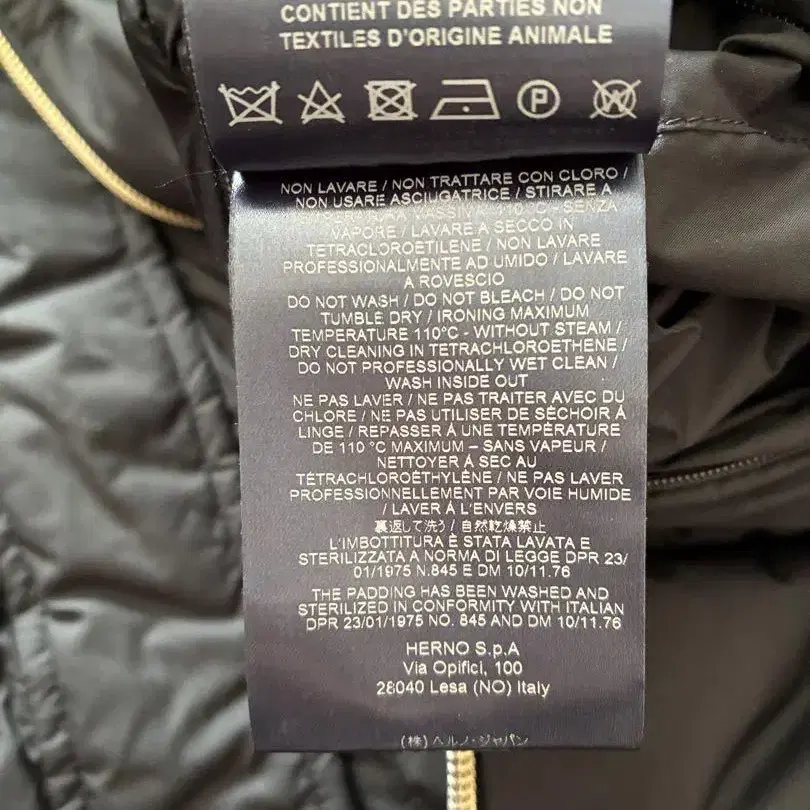 CONTIENT DES PARTIES NON
TEXTILES D'ORIGINE ANIMALE
P W
NON LAVARE / NON TRATTARE CON CLORO /
NON USARE ASCIUGATRICE / STIRARE A
MASSIMA 110°C - SENZA
VAPORE / LAVARE A SECCO IN
TETRACLOROETILENE / NON LAVARE
PROFESSIONALMENTE AD UMIDO / LAVARE
A ROVESCIO
DO NOT WASH / DO NOT BLEACH / DO NOT
TUMBLE DRY / IRONING MAXIMUM
TEMPERATURE 110°C - WITHOUT STEAM /
DRY CLEANING IN TETRACHLOROETHENE /
DO NOT PROFESSIONALLY WET CLEAN /
WASH INSIDE OUT
NE PAS LAVER / NE PAS TRAITER AVEC DU
CHLORE / NE PAS UTILISER DE SÉCHOIR À
LINGE / REPASSER À UNE TEMPÉRATURE
DE 110 °C MAXIMUM – SANS VAPEUR /
NETTOYER À SEC AU
TÉTRACHLOROÉTHYLÈNE / NE PAS LAVER
PROFESSIONNELLEMENT PAR VOIE HUMIDE
/ LAVER À L'ENVERS
裏返して洗う / 自然乾燥禁止
L'IMBOTTITURA È STATA LAVATA E
STERILIZZATA A NORMA DI LEGGE DPR 23/
01/1975 N.845 E DM 10/11.76
THE PADDING HAS BEEN WASHED AND
STERILIZED IN CONFORMITY WITH ITALIAN
DPR 23/01/1975 NO. 845 AND DM 10/11.76
HERNO S.p.A
Via Opifici, 100
28040 Lesa (NO) Italy
(株) ヘルノ・ジャパン